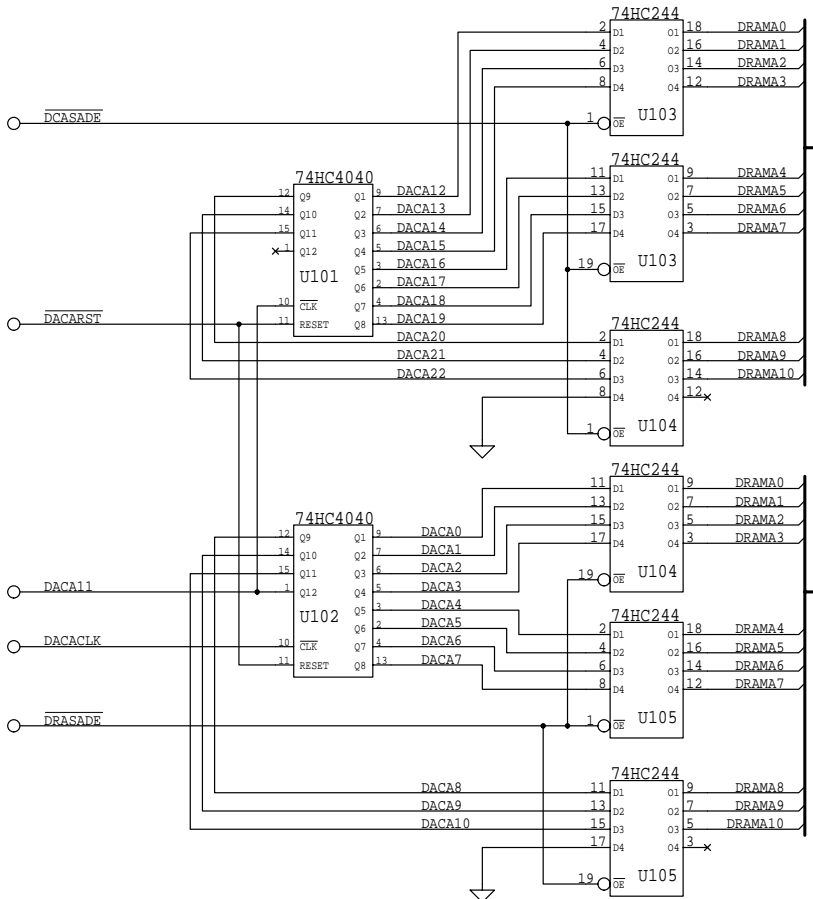 74HC244
2 D1 O1 18 DRAMA0
4 D2 O2 16 DRAMA1
6 D3 O3 14 DRAMA2
8 D4 O4 12 DRAMA3
DCASADE 1 OE U103
74HC244
11 D1 O1 9 DRAMA4
13 D2 O2 7 DRAMA5
15 D3 O3 5 DRAMA6
17 D4 O4 3 DRAMA7
19 OE U103
74HC4040
12 Q9 Q1 9 DACA12
14 Q10 Q2 7 DACA13
15 Q11 Q3 6 DACA14
1 Q12 Q4 5 DACA15
Q5 3 DACA16
U101 Q6 2 DACA17
10 CLK Q7 4 DACA18
DACARST 11 RESET Q8 13 DACA19
DACA20
DACA21
DACA22
74HC244
2 D1 O1 18 DRAMA8
4 D2 O2 16 DRAMA9
6 D3 O3 14 DRAMA10
8 D4 O4 12
1 OE U104
74HC244
11 D1 O1 9 DRAMA0
13 D2 O2 7 DRAMA1
15 D3 O3 5 DRAMA2
17 D4 O4 3 DRAMA3
19 OE U104
74HC4040
12 Q9 Q1 9 DACA0
14 Q10 Q2 7 DACA1
15 Q11 Q3 6 DACA2
DACA11 1 Q12 Q4 5 DACA3
Q5 3 DACA4
U102 Q6 2 DACA5
DACACLK 10 CLK Q7 4 DACA6
11 RESET Q8 13 DACA7
74HC244
2 D1 O1 18 DRAMA4
4 D2 O2 16 DRAMA5
6 D3 O3 14 DRAMA6
8 D4 O4 12 DRAMA7
DRASADE 1 OE U105
74HC244
DACA8 11 D1 O1 9 DRAMA8
DACA9 13 D2 O2 7 DRAMA9
DACA10 15 D3 O3 5 DRAMA10
17 D4 O4 3
19 OE U105